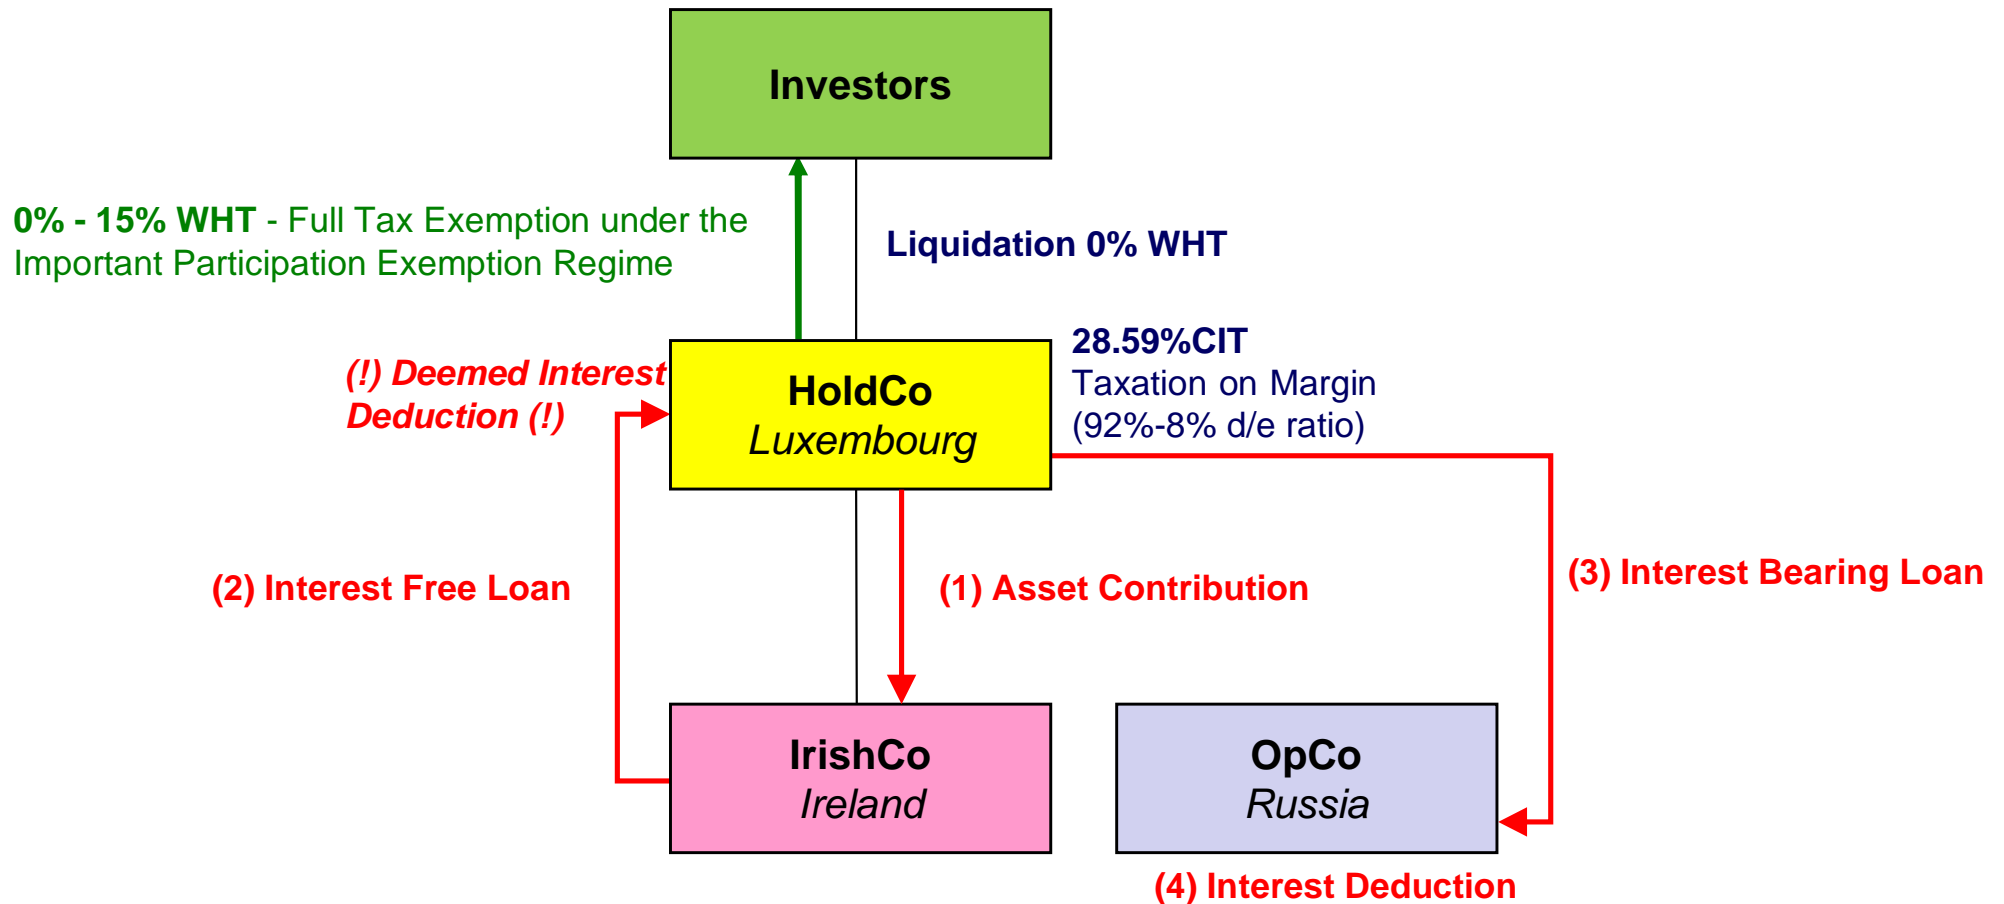 Investors
0% - 15% WHT - Full Tax Exemption under the
Important Participation Exemption Regime
Liquidation 0% WHT
(!) Deemed Interest
Deduction (!)
HoldCo
Luxembourg
28.59%CIT
Taxation on Margin
(92%-8% d/e ratio)
(2) Interest Free Loan
(1) Asset Contribution
(3) Interest Bearing Loan
IrishCo
Ireland
OpCo
Russia
(4) Interest Deduction